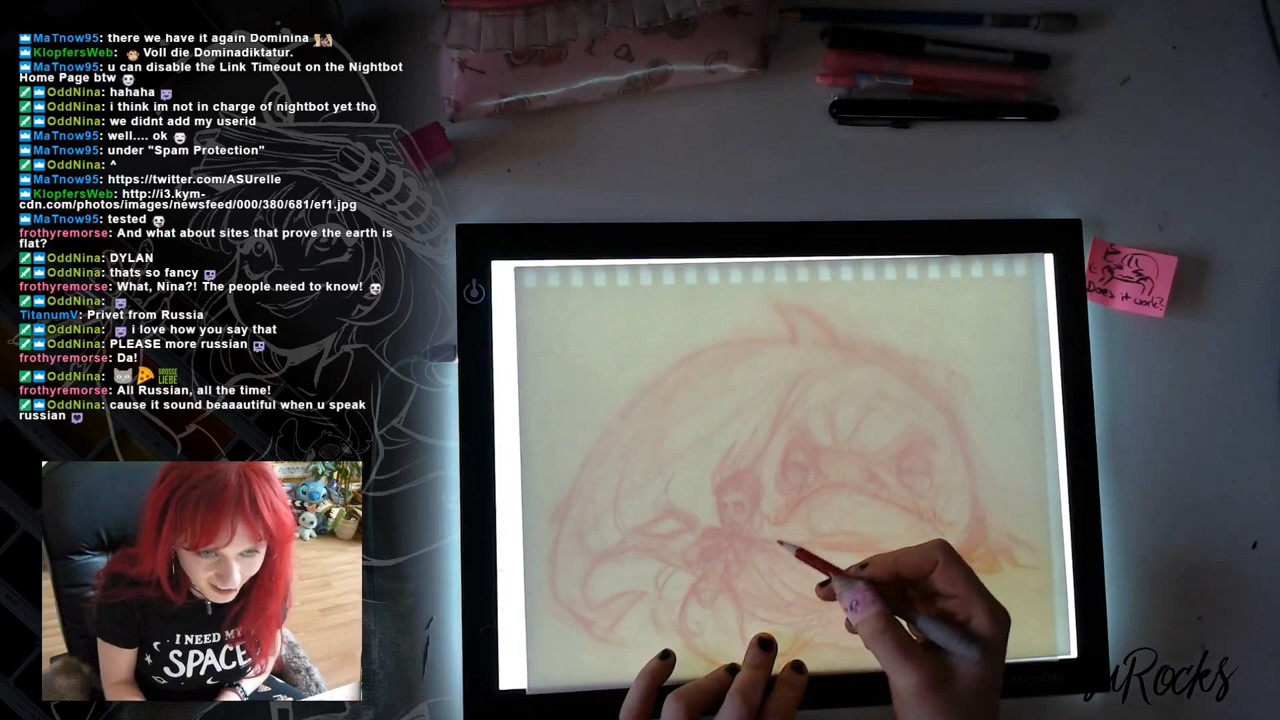 MaTnow95: there we have it again Dominina
KlopfersWeb: Voll die Dominadiktatur.
MaTnow95: u can disable the Link Timeout on the Nightbot
Home Page btw
OddNina: hahaha
OddNina: i think im not in charge of nightbot yet tho
OddNina: we didnt add my userid
MaTnow95: well.... ok
MaTnow95: under "Spam Protection"
OddNina: ^
MaTnow95: https://twitter.com/ASUrelle
KlopfersWeb: http://i3.kym-
cdn.com/photos/images/newsfeed/000/380/681/ef1.jpg
MaTnow95: tested
frothyremorse: And what about sites that prove the earth is
flat?
OddNina: DYLAN
OddNina: thats so fancy
frothyremorse: What, Nina?! The people need to know!
OddNina:
TitanumV: Privet from Russia
OddNina: i love how you say that
OddNina: PLEASE more russian
frothyremorse: Da!
OddNina: GROSSE
LIEBE
frothyremorse: All Russian, all the time!
OddNina: cause it sound beaaautiful when u speak
russian
I NEED MY
SPACE
Does it work?
Rocks